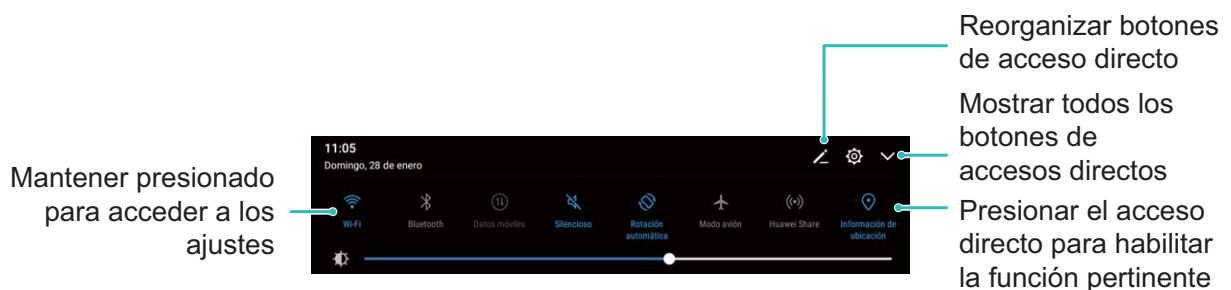 Reorganizar botones
de acceso directo
Mostrar todos los
botones de
accesos directos
11:05
Domingo, 28 de enero
Mantener presionado
para acceder a los
ajustes
Wi-Fi
Bluetooth
Datos móviles
Silencioso
Rotación
automática
Modo avión
Huawei Share
Información de
ubicación
Presionar el acceso
directo para habilitar
la función pertinente